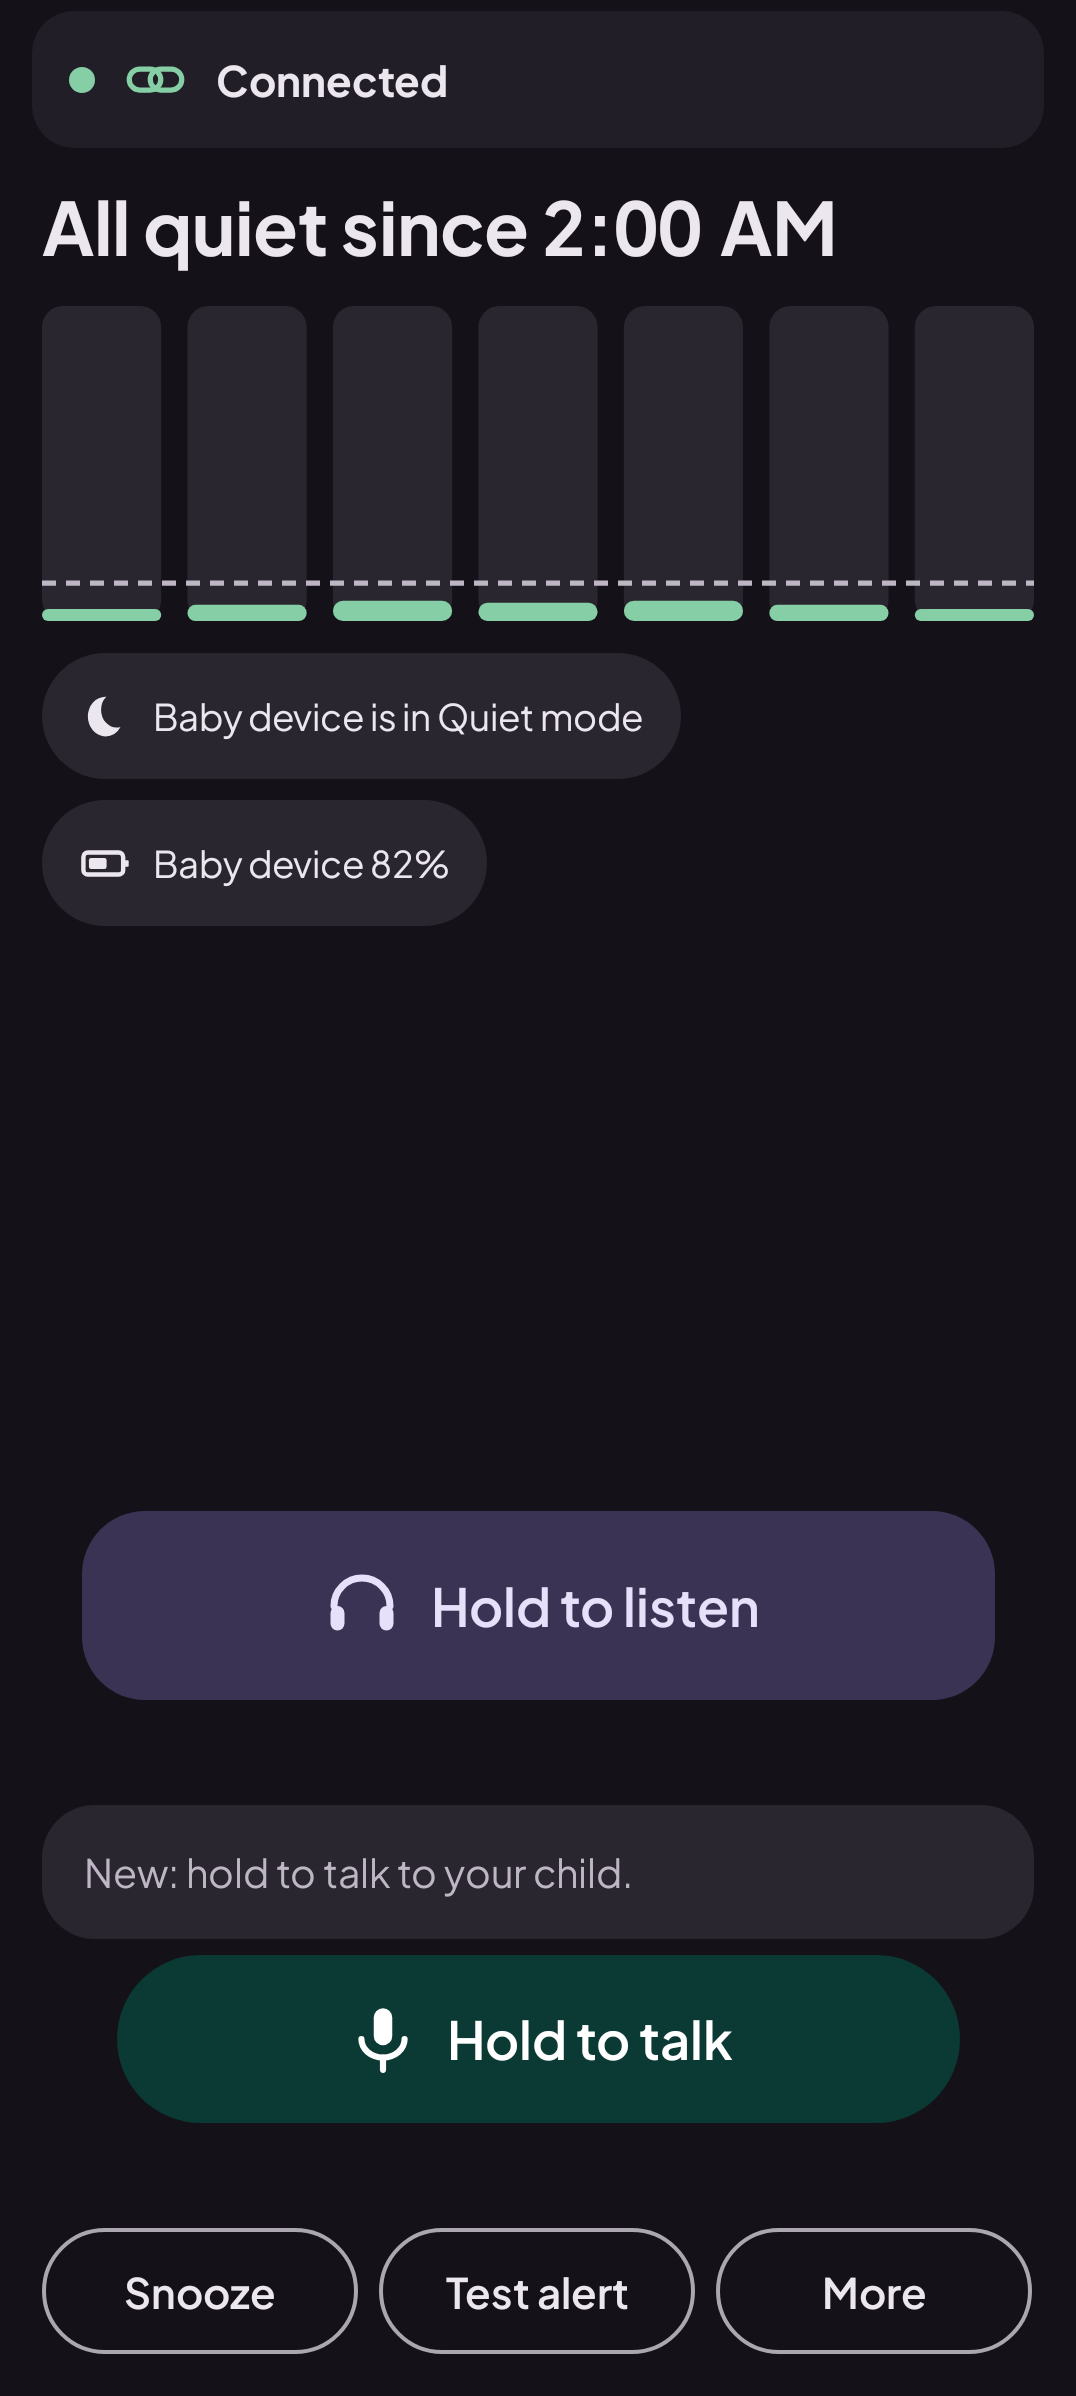 Connected
All quiet since 2:00 AM
Baby device is in Quiet mode
Baby device 82%
Hold to listen
New: hold to talk to your child.
Hold to talk
Snooze
Test alert
More